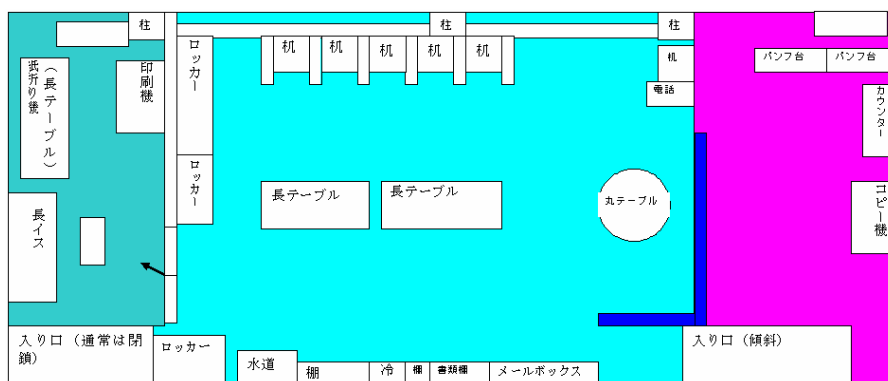 柱
柱
柱
ロッカー
机
机
机
机
机
机
電話
パンフ台
パンフ台
カウンター
(長テーブル)
紙折り機
印刷機
ロッカー
長テーブル
長テーブル
丸テーブル
コピー機
長イス
入り口(通常は閉
鎖)
ロッカー
水道
棚
冷
棚
書類棚
メールボックス
入り口(傾斜)